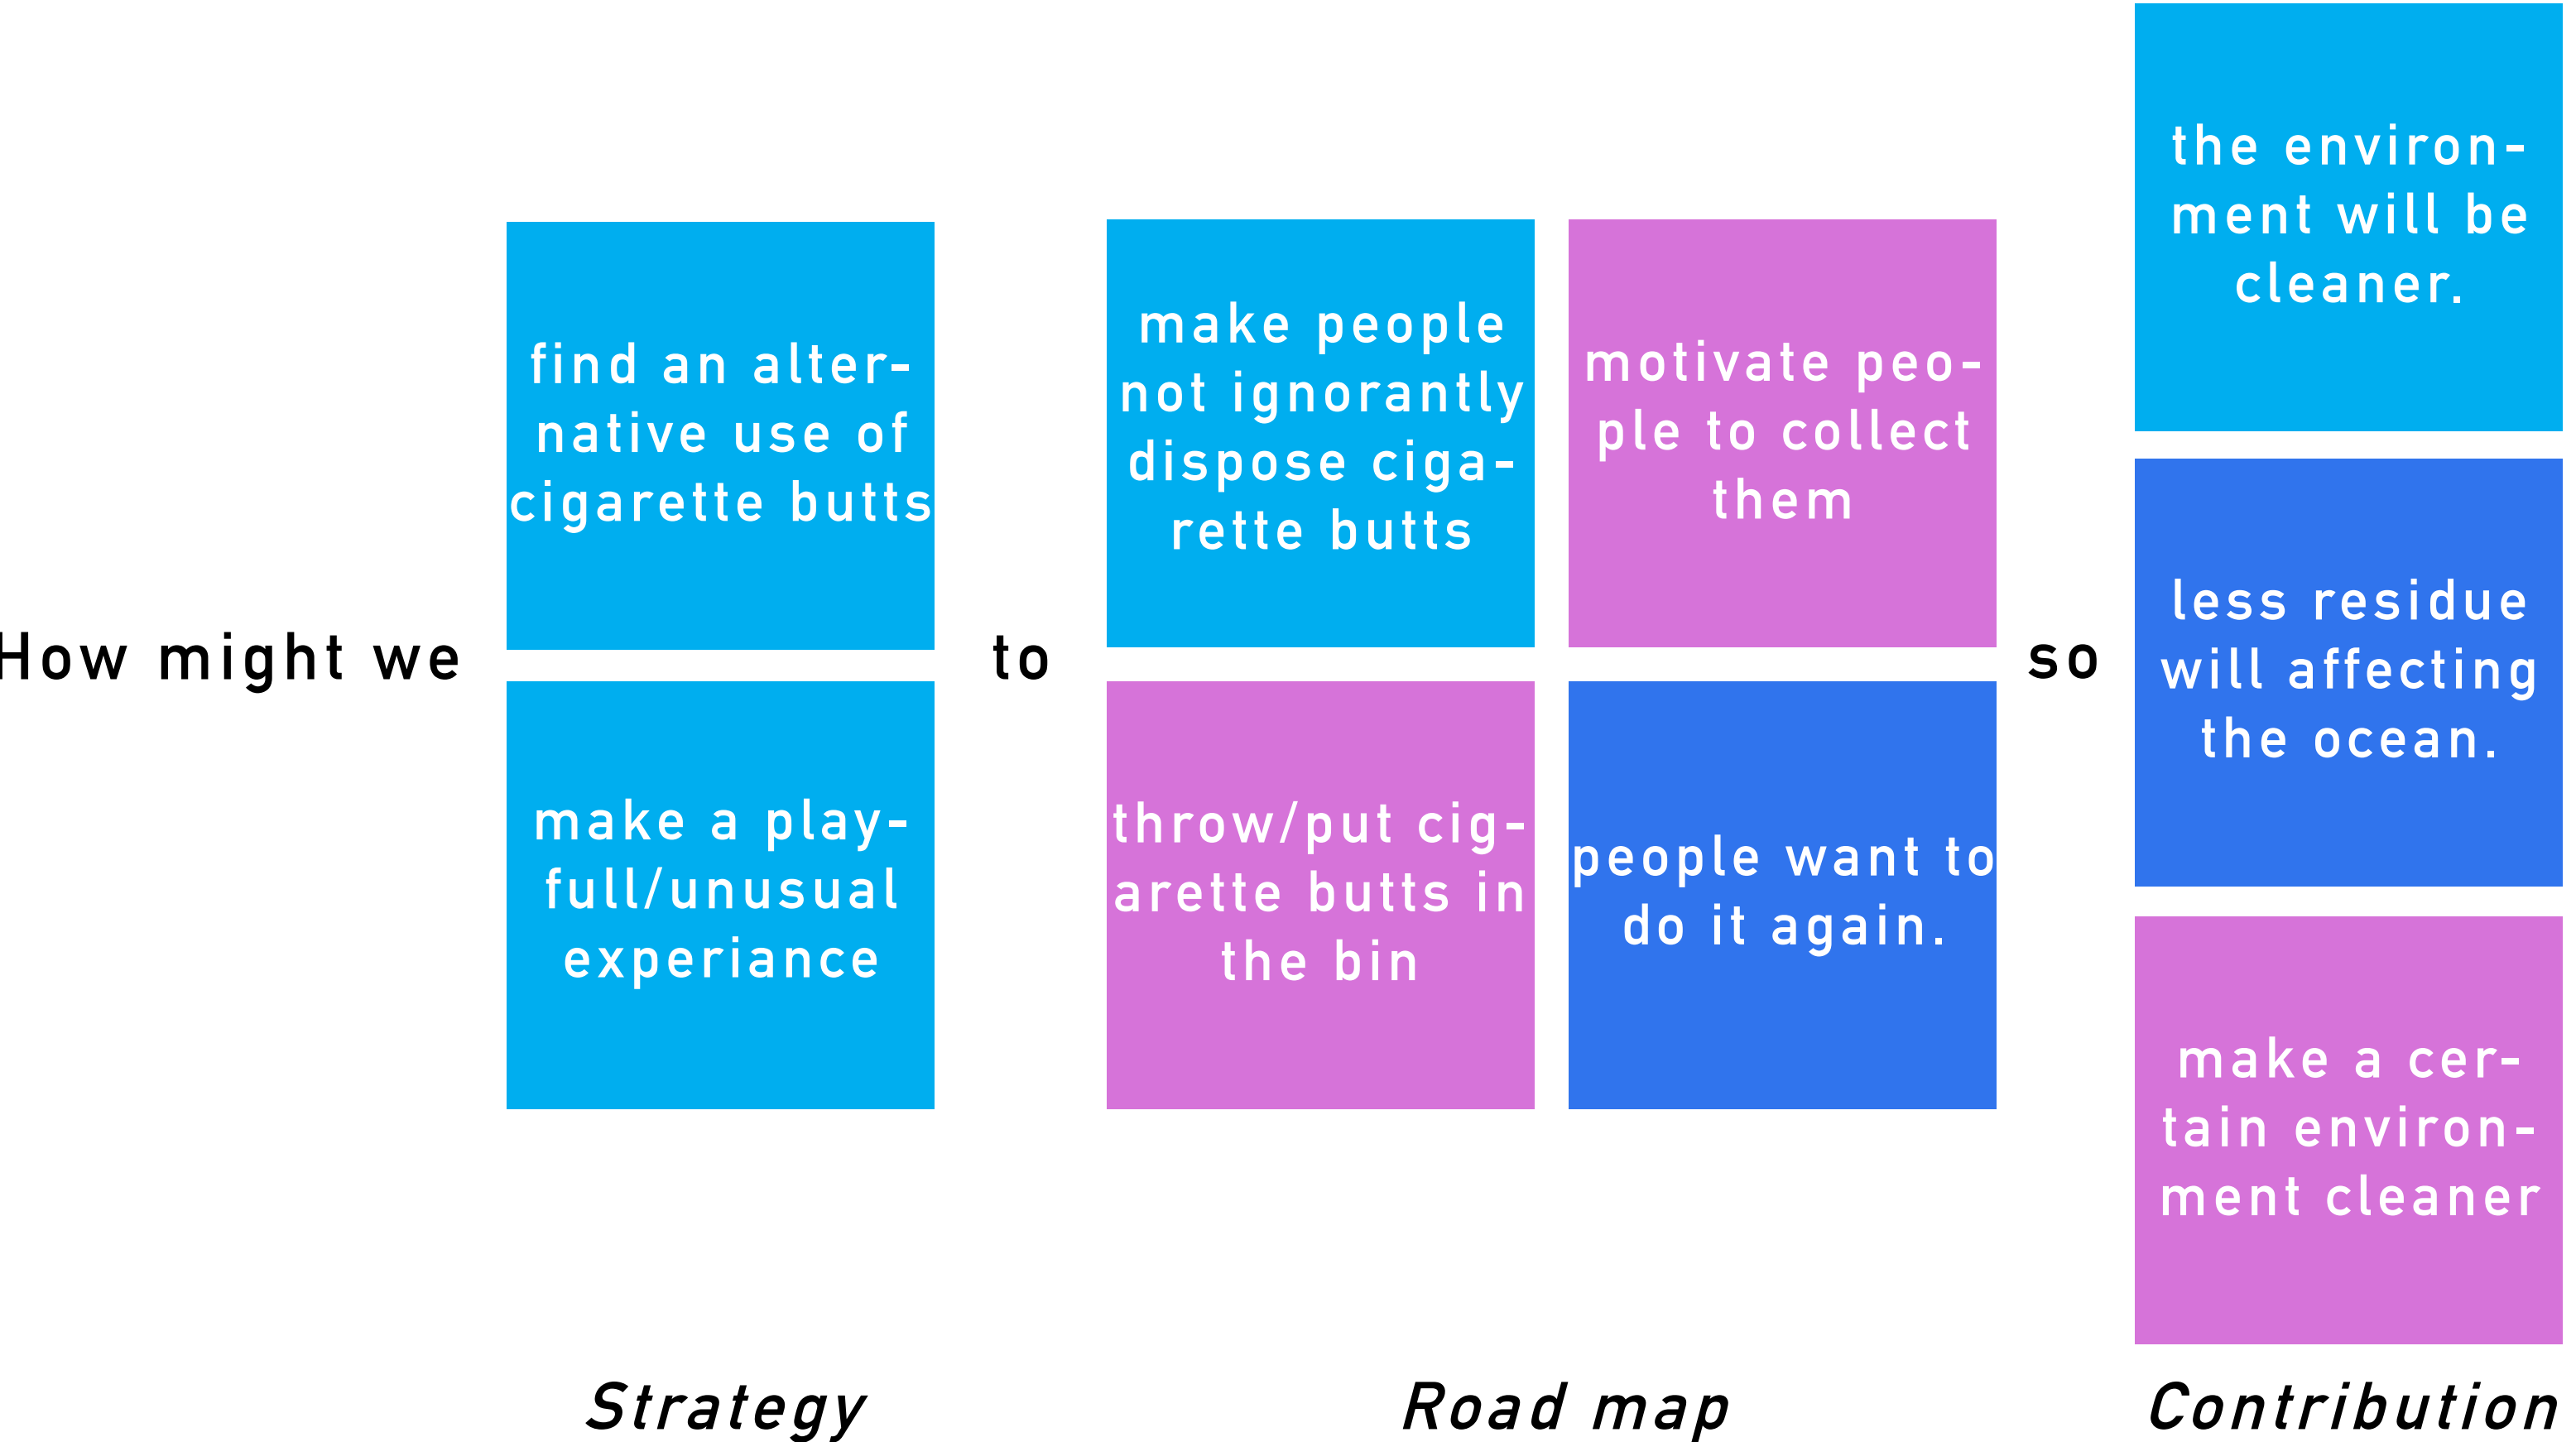 How might we
find an alter-
native use of
cigarette butts
make a play-
full/unusual
experiance
to
make people
not ignorantly
dispose ciga-
rette butts
motivate peo-
ple to collect
them
throw/put cig-
arette butts in
the bin
people want to
do it again.
so
the environ-
ment will be
cleaner.
less residue
will affecting
the ocean.
make a cer-
tain environ-
ment cleaner
Strategy
Road map
Contribution